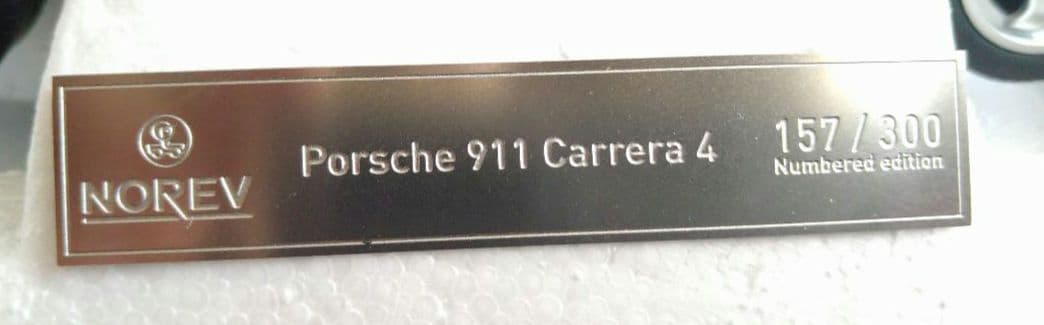 NOREV
Porsche 911 Carrera 4
157 / 300
Numbered edition